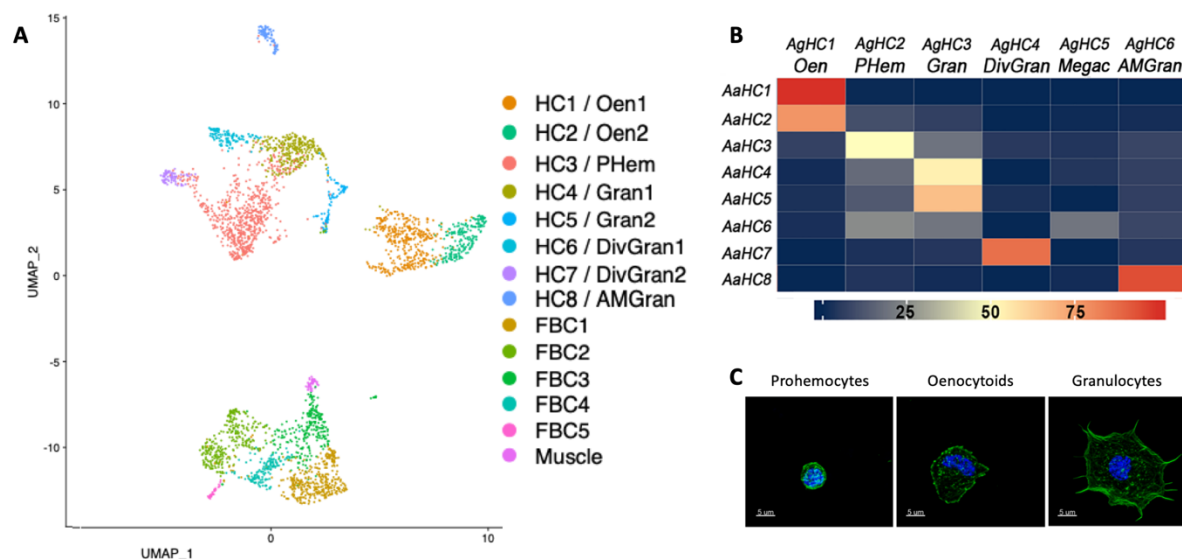 A
15
10
5
0
-5
-10
UMAP_2
0
10
UMAP_1
HC1 / Oen1
HC2 / Oen2
HC3 / PHem
HC4 / Gran1
HC5 / Gran2
HC6 / DivGran1
HC7 / DivGran2
HC8 / AMGran
FBC1
FBC2
FBC3
FBC4
FBC5
Muscle
B
AgHC1 AgHC2 AgHC3 AgHC4 AgHC5 AgHC6
Oen PHem Gran DivGran Megac AMGran
AaHC1
AaHC2
AaHC3
AaHC4
AaHC5
AaHC6
AaHC7
AaHC8
25 50 75
C
Prohemocytes Oenocytoids Granulocytes
5 um 5 um 5 um